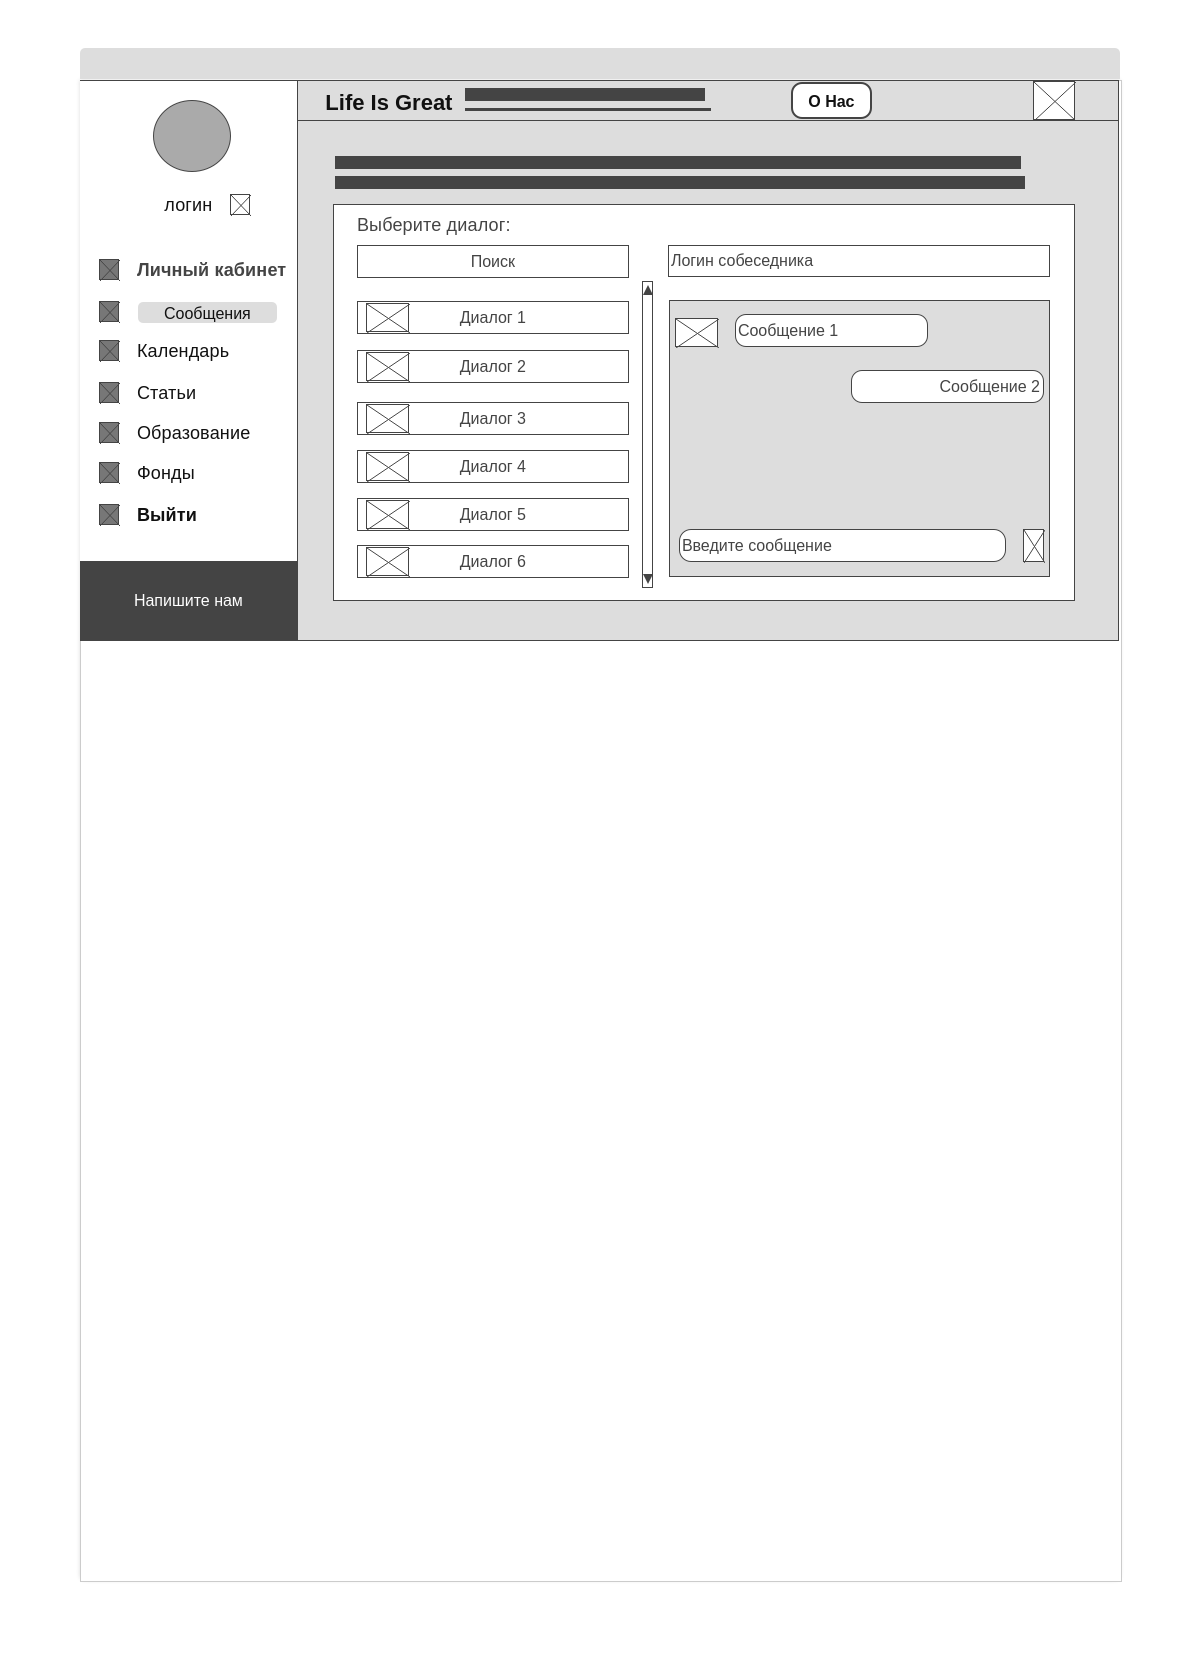 Life Is Great
О Нас
логин
Личный кабинет
Сообщения
Календарь
Статьи
Образование
Фонды
Выйти
Напишите нам
Выберите диалог:
Поиск
Диалог 1
Диалог 2
Диалог 3
Диалог 4
Диалог 5
Диалог 6
Логин собеседника
Сообщение 1
Сообщение 2
Введите сообщение